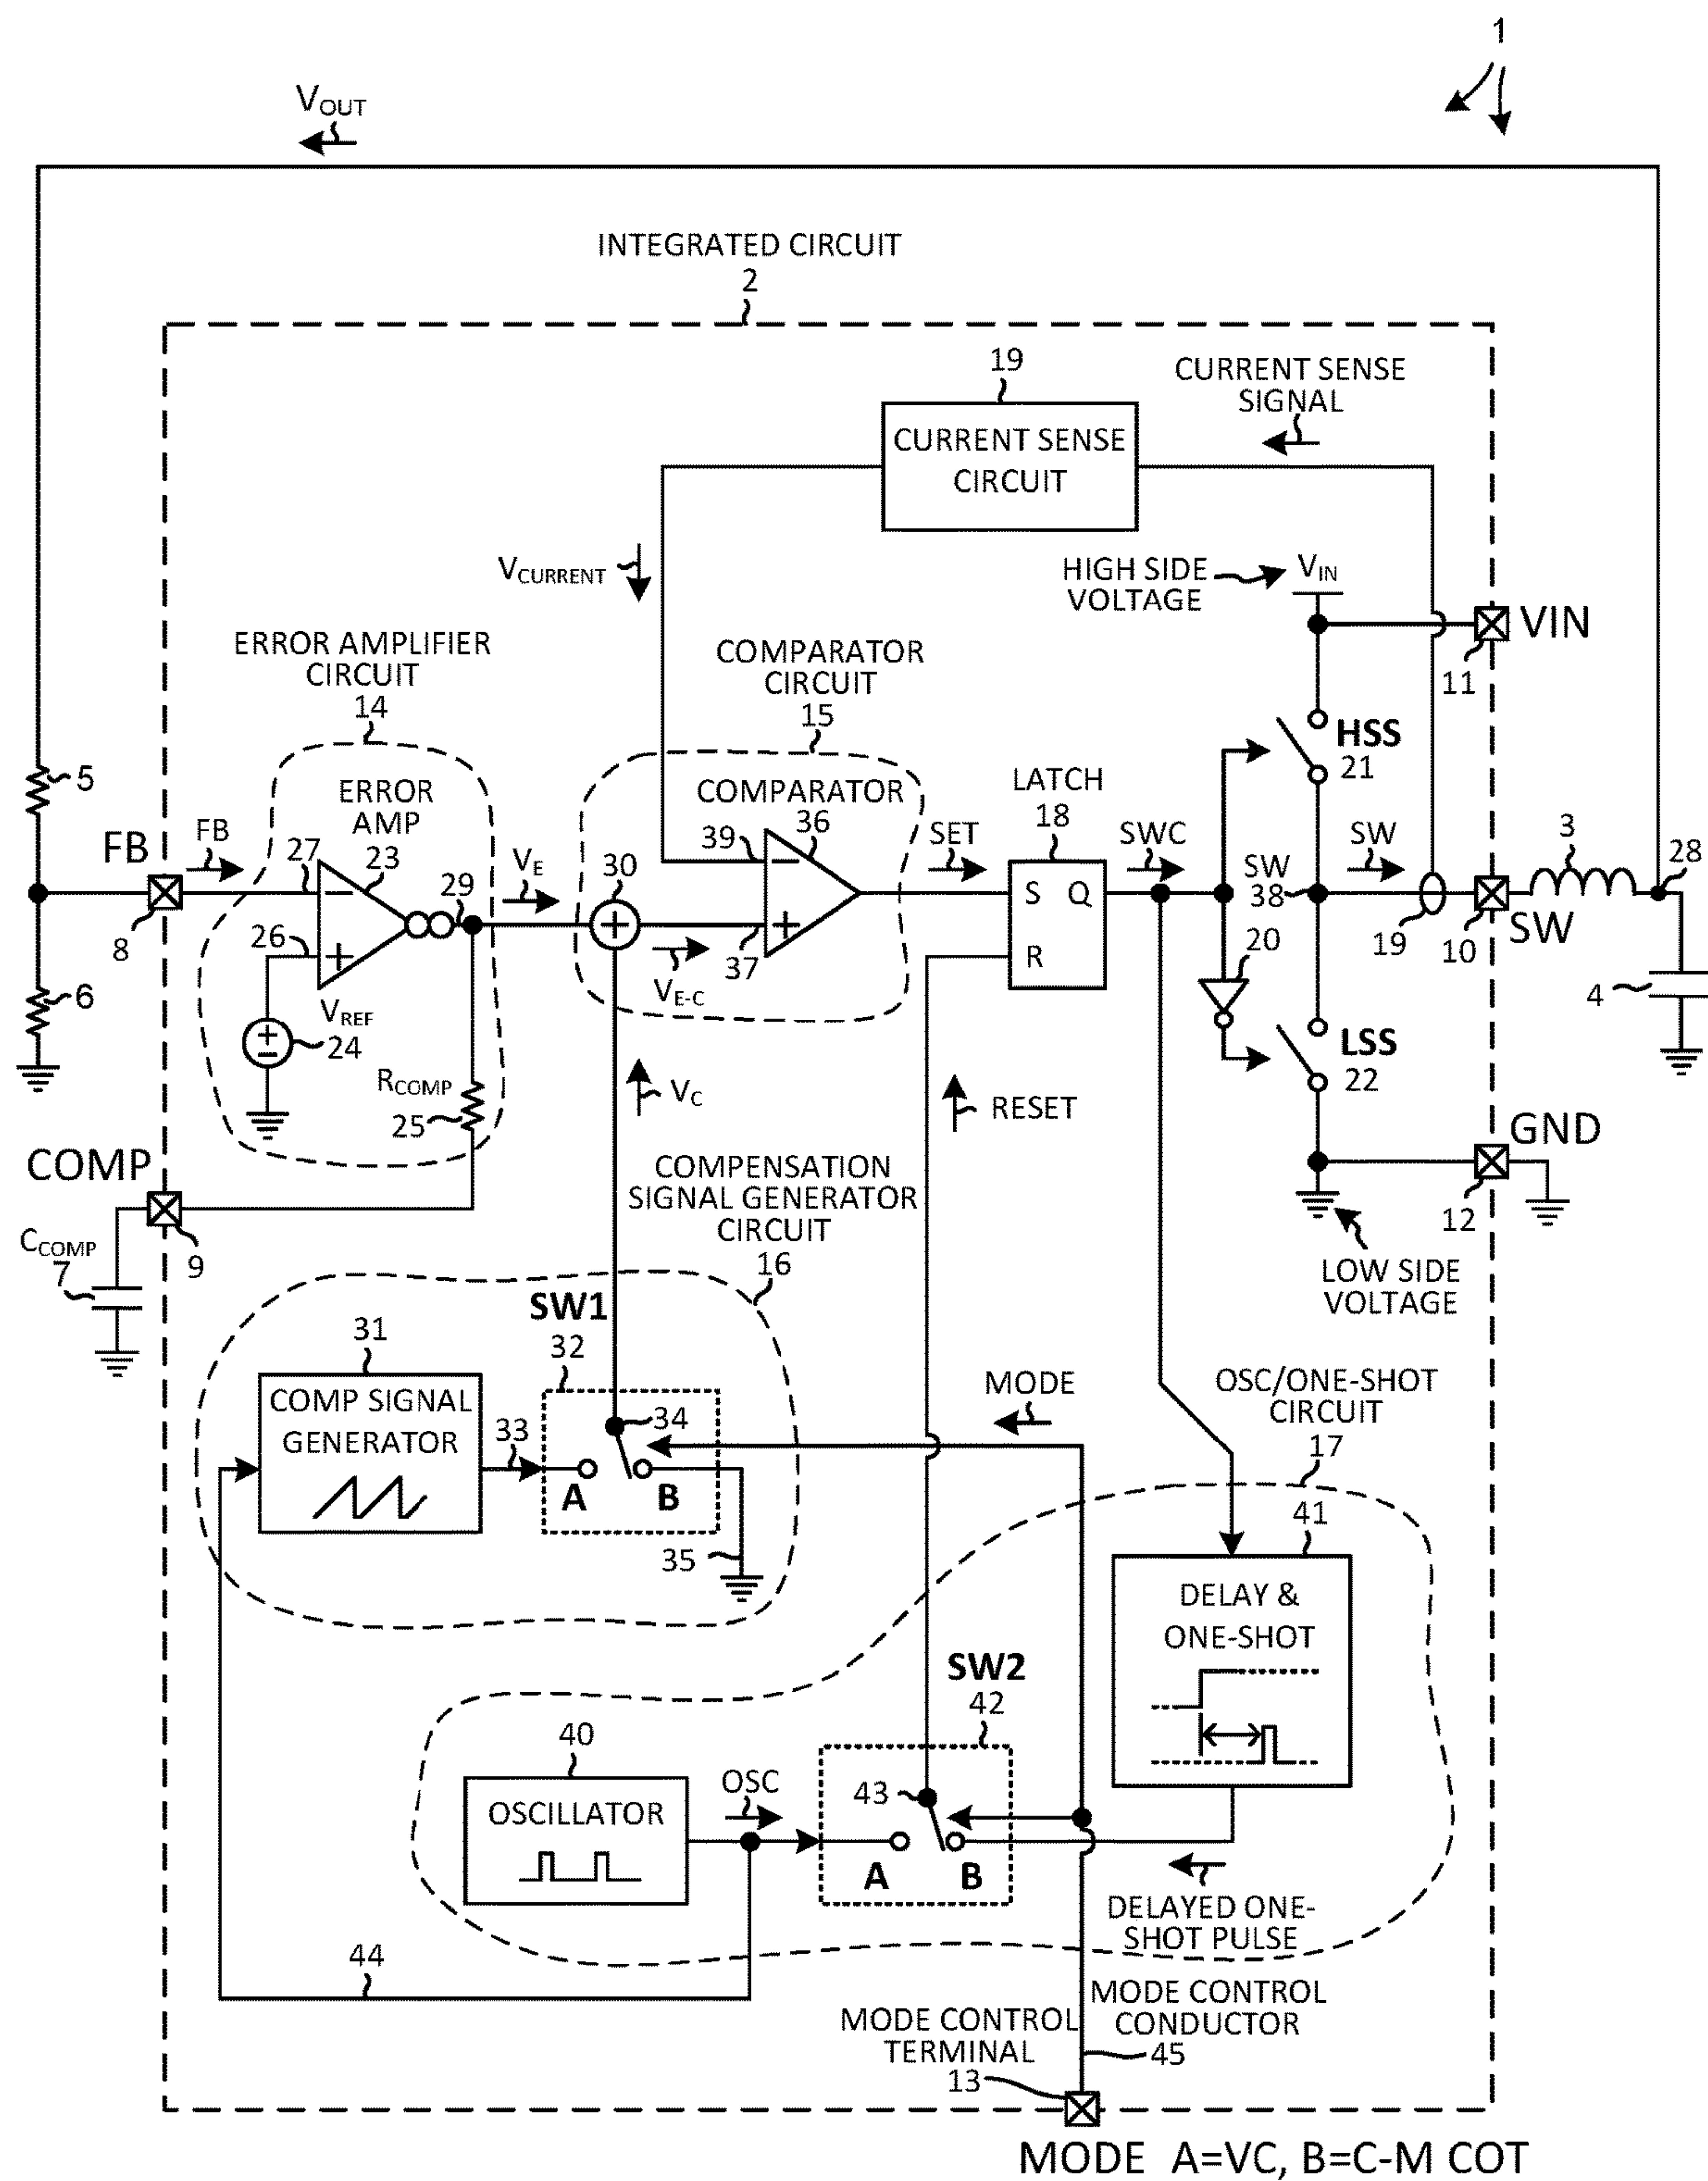 1
VOUT
INTEGRATED CIRCUIT
2
19
CURRENT SENSE
SIGNAL
CURRENT SENSE
CIRCUIT
VCURRENT
HIGH SIDE
VOLTAGE
VIN
VIN
11
ERROR AMPLIFIER
CIRCUIT
14
COMPARATOR
CIRCUIT
15
5
ERROR
AMP
COMPARATOR
36
LATCH
18
HSS
21
FB
FB
27
23
29
VE
30
39
SET
SWC
SW
38
SW
3
28
8
26
+
−
+
−
+
37
S
Q
R
20
19
10
SW
6
VREF
24
+
−
VE-C
LSS
22
4
RCOMP
25
VC
RESET
GND
12
COMP
9
CCOMP
7
COMPENSATION
SIGNAL GENERATOR
CIRCUIT
16
LOW SIDE
VOLTAGE
SW1
32
31
COMP SIGNAL
GENERATOR
33
34
A
B
35
MODE
OSC/ONE-SHOT
CIRCUIT
17
41
DELAY &
ONE-SHOT
SW2
42
40
OSCILLATOR
OSC
43
A
B
DELAYED ONE-
SHOT PULSE
44
MODE CONTROL
TERMINAL
13
MODE CONTROL
CONDUCTOR
45
MODE A=VC, B=C-M COT